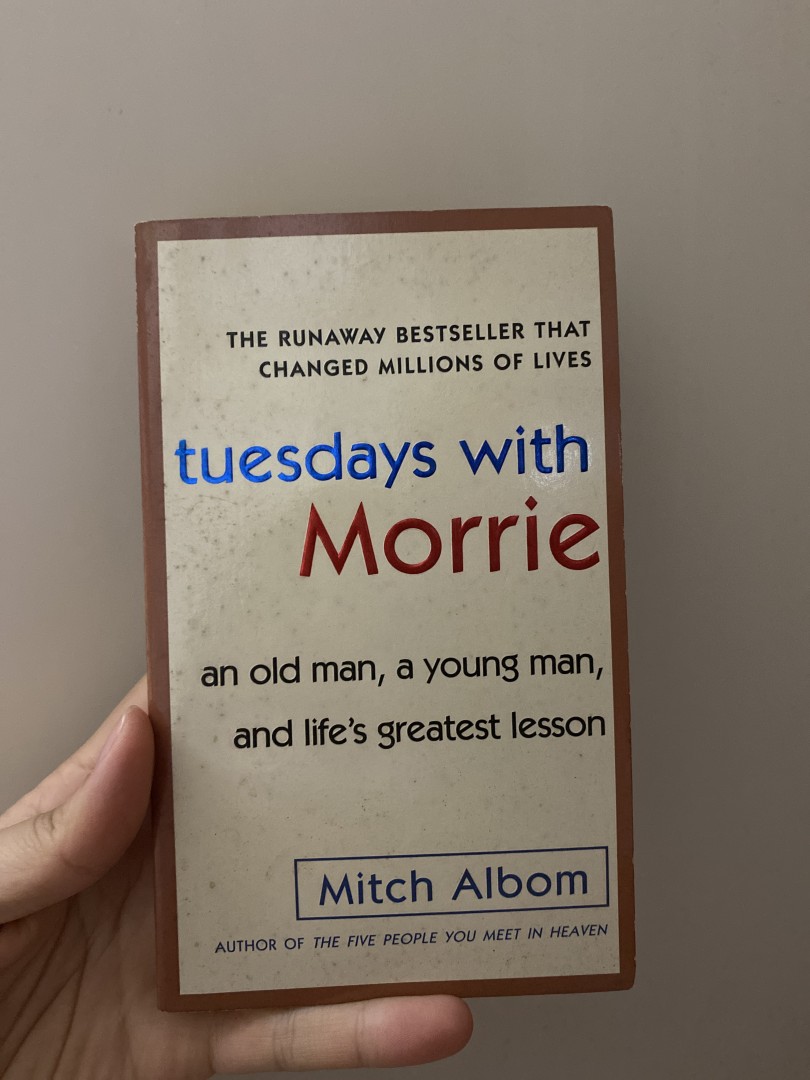 THE RUNAWAY BESTSELLER THAT
CHANGED MILLIONS OF LIVES
tuesdays with
Morrie
an old man, a young man,
and life's greatest lesson
Mitch Albom
AUTHOR OF THE FIVE PEOPLE YOU MEET IN HEAVEN